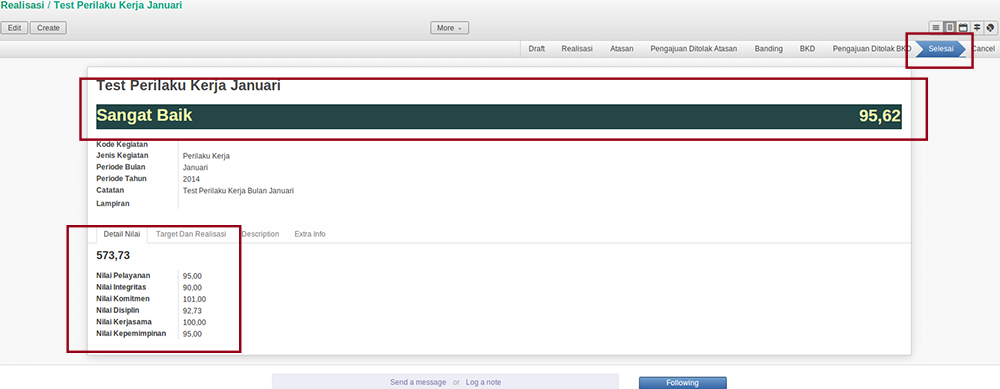 Realisasi / Test Perilaku Kerja Januari
Edit Create More
Draft Realisasi Atasan Pengajuan Ditolak Atasan Banding BKD Pengajuan Ditolak BKD Selesai Cancel
Test Perilaku Kerja Januari
Sangat Baik 95,62
Kode Kegiatan
Jenis Kegiatan Perilaku Kerja
Periode Bulan Januari
Periode Tahun 2014
Catatan Test Perilaku Kerja Bulan Januari
Lampiran
Detail Nilai Target Dan Realisasi Description Extra Info
573,73
Nilai Pelayanan 95,00
Nilai Integritas 90,00
Nilai Komitmen 101,00
Nilai Disiplin 92,73
Nilai Kerjasama 100,00
Nilai Kepemimpinan 95,00
Send a message or Log a note Following